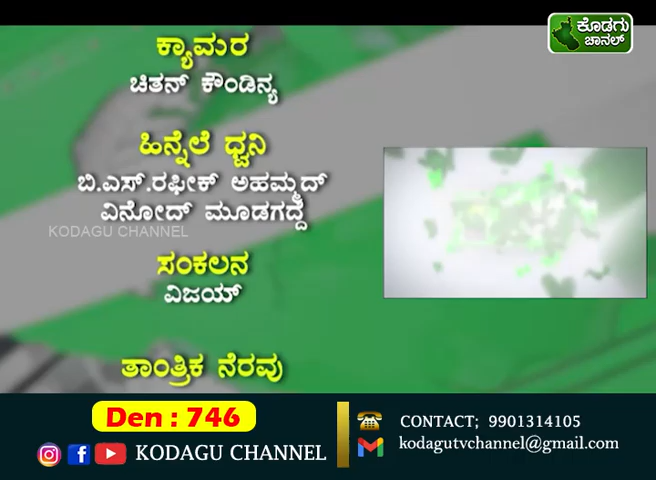 ಕೊಡಗು
ಚಾನಲ್
ಕ್ಯಾಮರ
ಚಿತನ್ ಕೌಂಡಿನ್ಯ
ಹಿನ್ನೆಲೆ ಧ್ವನಿ
ಬಿ.ಎಸ್.ರಫೀಕ್ ಅಹಮ್ಮದ್
ವಿನೋದ್ ಮೂಡಗದ್ದೆ
KODAGU CHANNEL
ಸಂಕಲನ
ವಿಜಯ್
ತಾಂತ್ರಿಕ ನೆರವು
Den : 746
KODAGU CHANNEL
CONTACT; 9901314105
kodagutvchannel@gmail.com